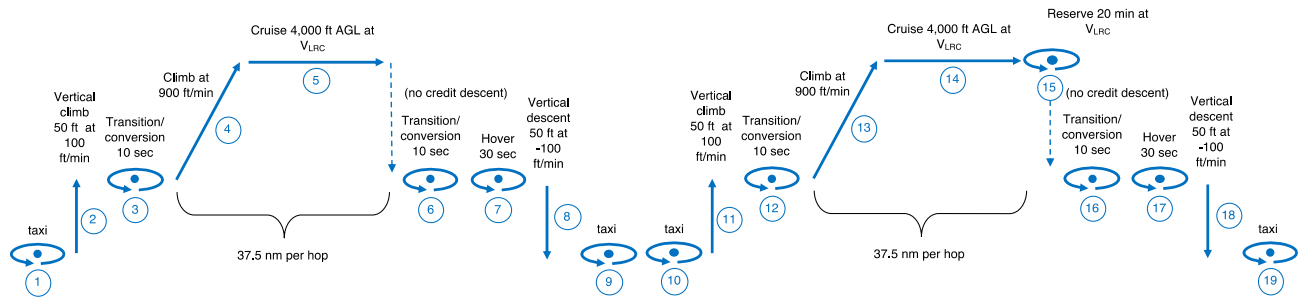 Cruise 4,000 ft AGL at
V_LRC
5
Climb at
900 ft/min
4
Vertical
climb
50 ft at
100
ft/min
2
Transition/
conversion
10 sec
3
taxi
1
37.5 nm per hop
(no credit descent)
Transition/
conversion
10 sec
6
Hover
30 sec
7
Vertical
descent
50 ft at
-100
ft/min
8
taxi
9
taxi
10
Vertical
climb
50 ft at
100
ft/min
11
Transition/
conversion
10 sec
12
Climb at
900 ft/min
13
Cruise 4,000 ft AGL at
V_LRC
14
37.5 nm per hop
Reserve 20 min at
V_LRC
15
(no credit descent)
Transition/
conversion
10 sec
16
Hover
30 sec
17
Vertical
descent
50 ft at
-100
ft/min
18
taxi
19